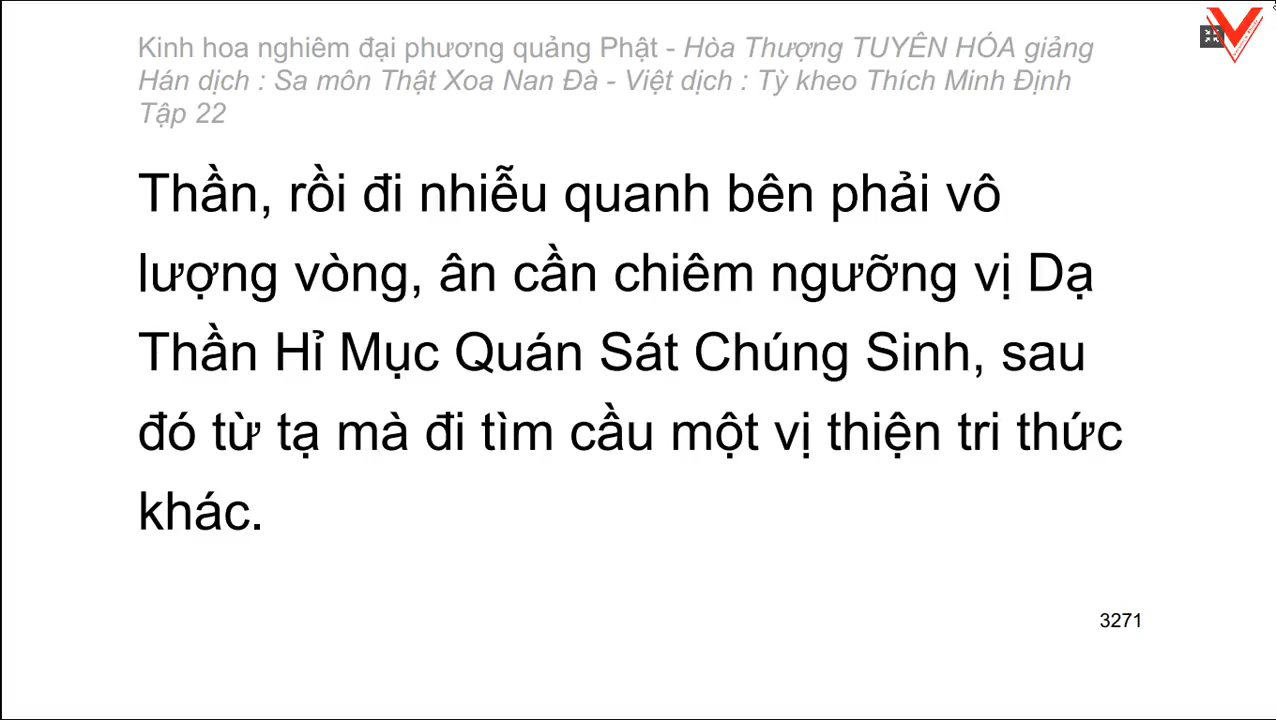 Kinh hoa nghiêm đại phương quảng Phật - Hòa Thượng TUYÊN HÓA giảng
Hán dịch : Sa môn Thật Xoa Nan Đà - Việt dịch : Tỳ kheo Thích Minh Định
Tập 22
Thần, rồi đi nhiễu quanh bên phải vô
lượng vòng, ân cần chiêm ngưỡng vị Dạ
Thần Hỉ Mục Quán Sát Chúng Sinh, sau
đó từ tạ mà đi tìm cầu một vị thiện tri thức
khác.
3271